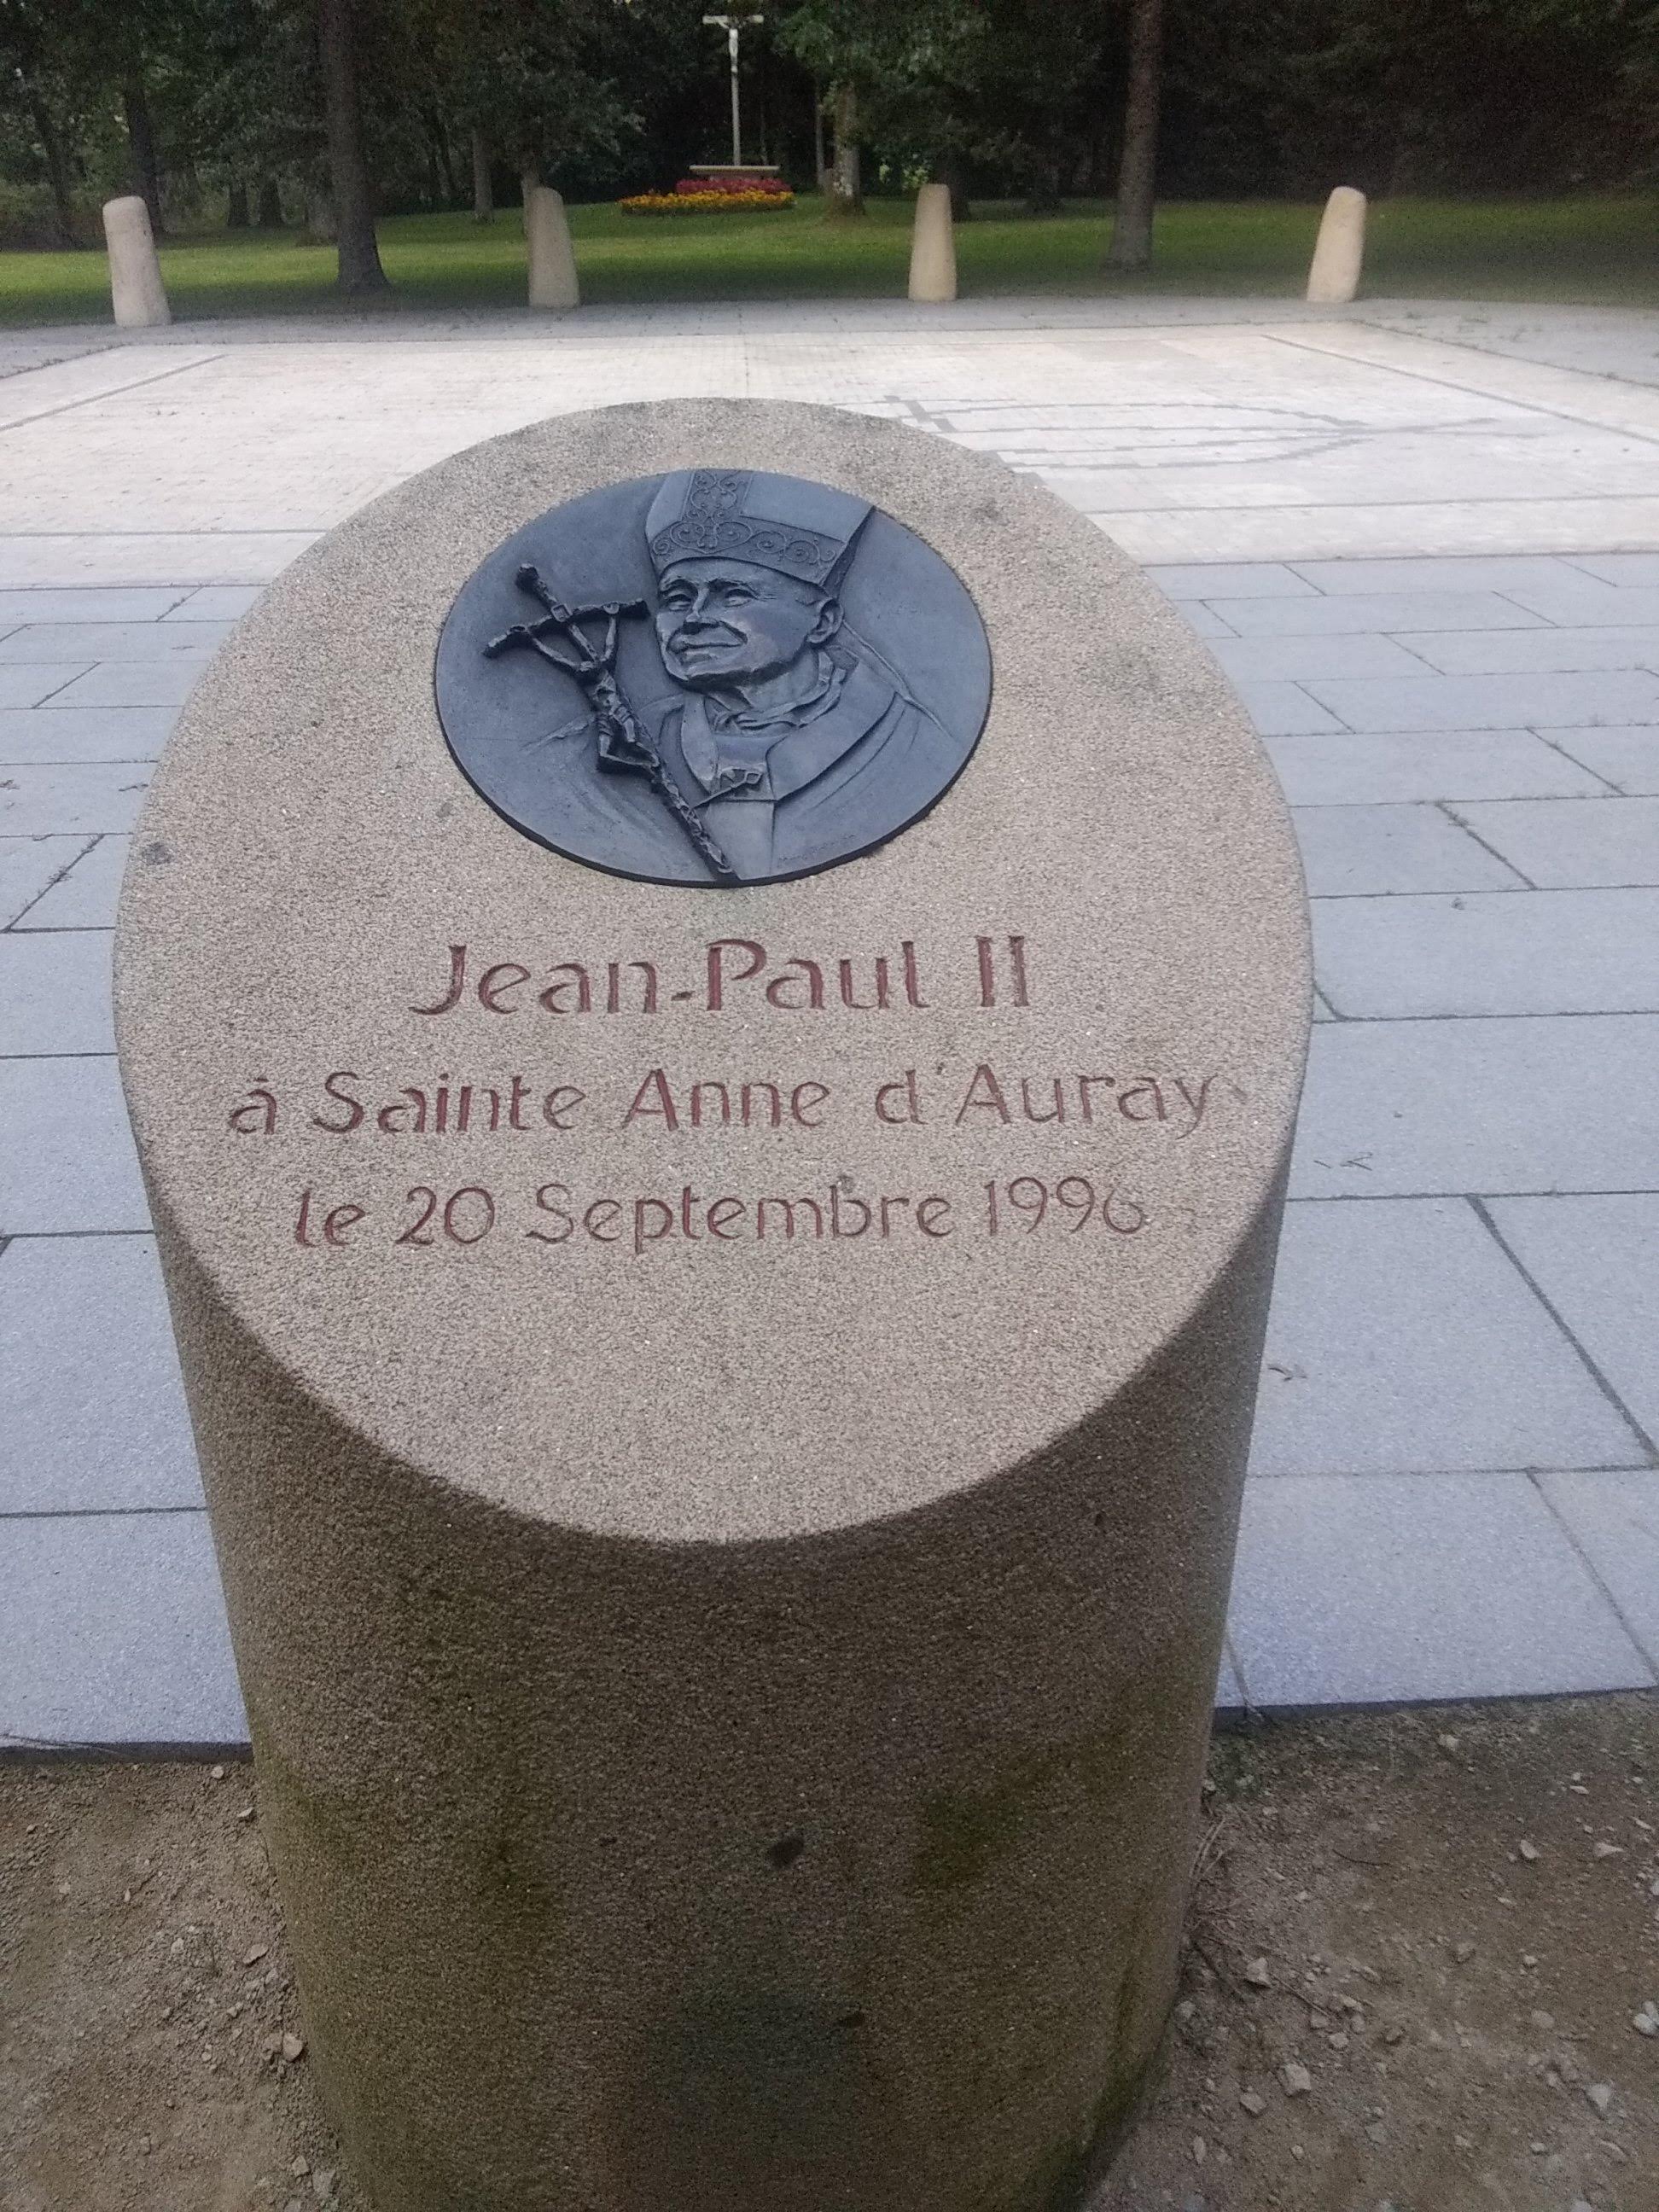 Jean-Paul II
à Sainte Anne d'Auray
le 20 Septembre 1996